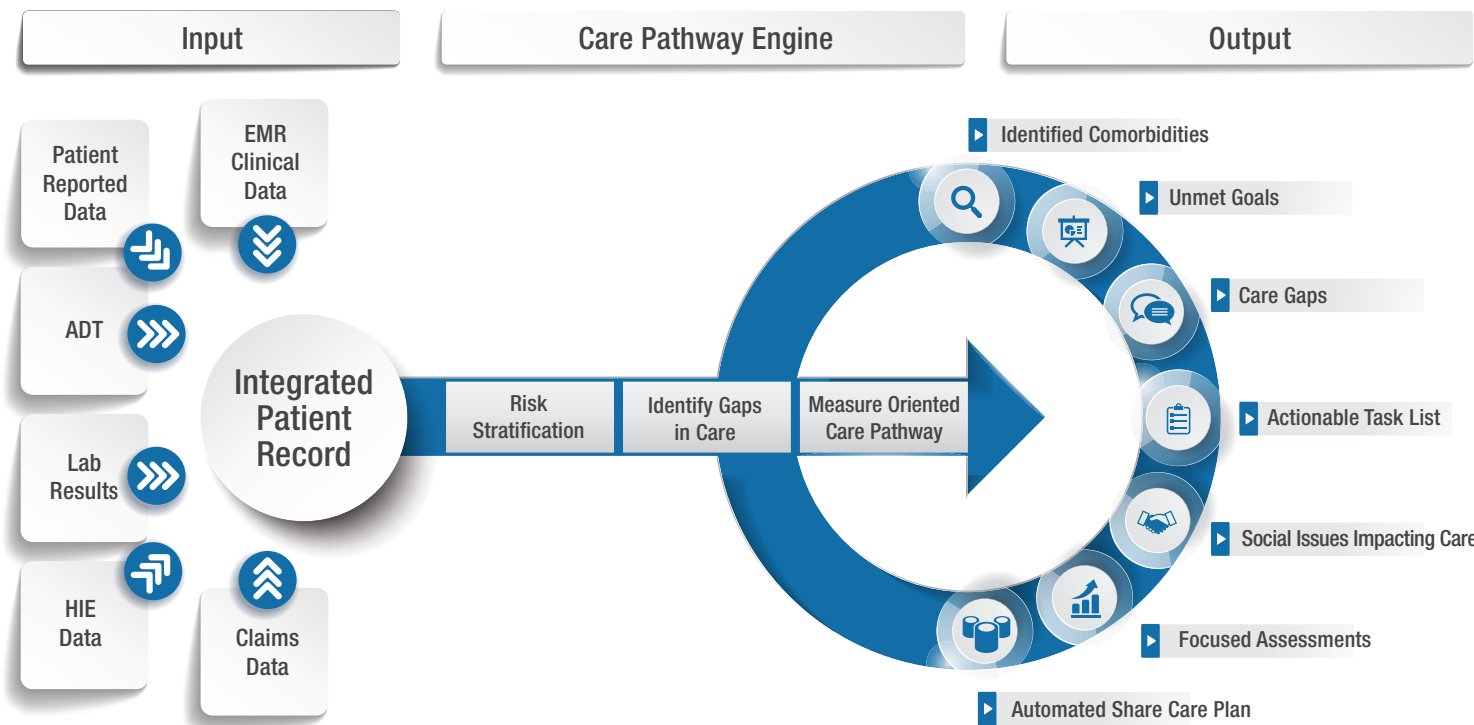 Input
Care Pathway Engine
Output
Patient
Reported
Data
EMR
Clinical
Data
ADT
Lab
Results
HIE
Data
Claims
Data
Integrated
Patient
Record
Risk
Stratification
Identify Gaps
in Care
Measure Oriented
Care Pathway
Identified Comorbidities
Unmet Goals
Care Gaps
Actionable Task List
Social Issues Impacting Care
Focused Assessments
Automated Share Care Plan